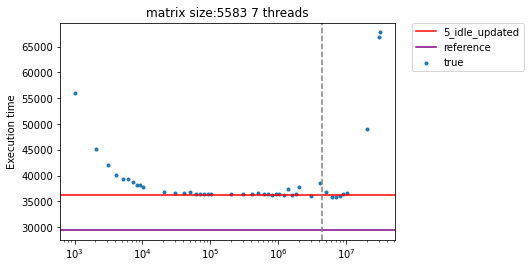 matrix size:5583 7 threads
Execution time
65000
60000
55000
50000
45000
40000
35000
30000
10³
10⁴
10⁵
10⁶
10⁷
5_idle_updated
reference
true